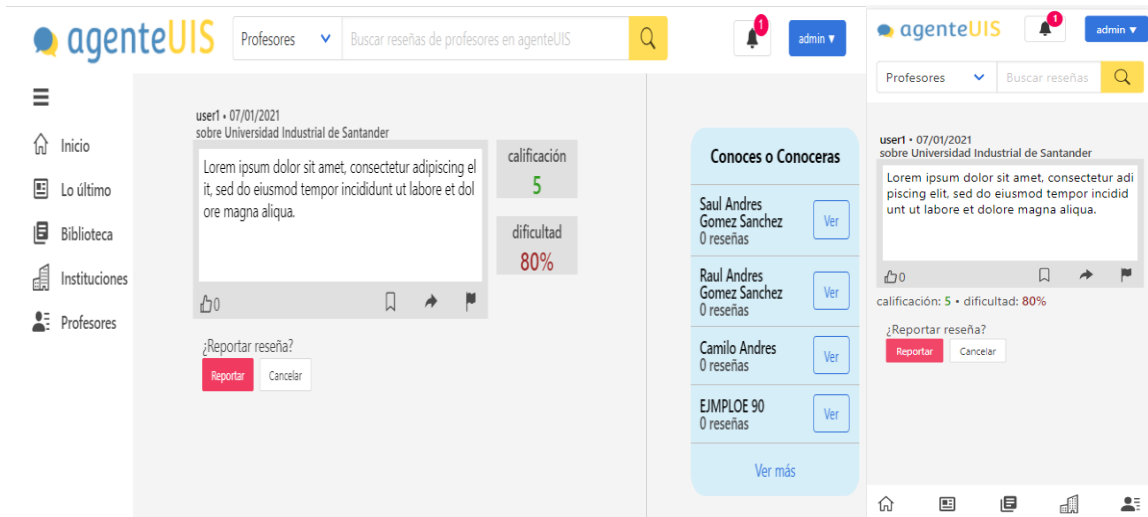 agenteUIS
Profesores
Buscar reseñas de profesores en agenteUIS
1
admin ▼
Inicio
Lo último
Biblioteca
Instituciones
Profesores
user1 • 07/01/2021
sobre Universidad Industrial de Santander
Lorem ipsum dolor sit amet, consectetur adipiscing el
it, sed do eiusmod tempor incididunt ut labore et dol
ore magna aliqua.
0
calificación
5
dificultad
80%
¿Reportar reseña?
Reportar
Cancelar
Conoces o Conoceras
Saul Andres
Gomez Sanchez
0 reseñas
Ver
Raul Andres
Gomez Sanchez
0 reseñas
Ver
Camilo Andres
0 reseñas
Ver
EJMPLOE 90
0 reseñas
Ver
Ver más
agenteUIS
1
admin ▼
Profesores
Buscar reseñas
user1 • 07/01/2021
sobre Universidad Industrial de Santander
Lorem ipsum dolor sit amet, consectetur adi
piscing elit, sed do eiusmod tempor incidid
unt ut labore et dolore magna aliqua.
0
calificación: 5 • dificultad: 80%
¿Reportar reseña?
Reportar
Cancelar